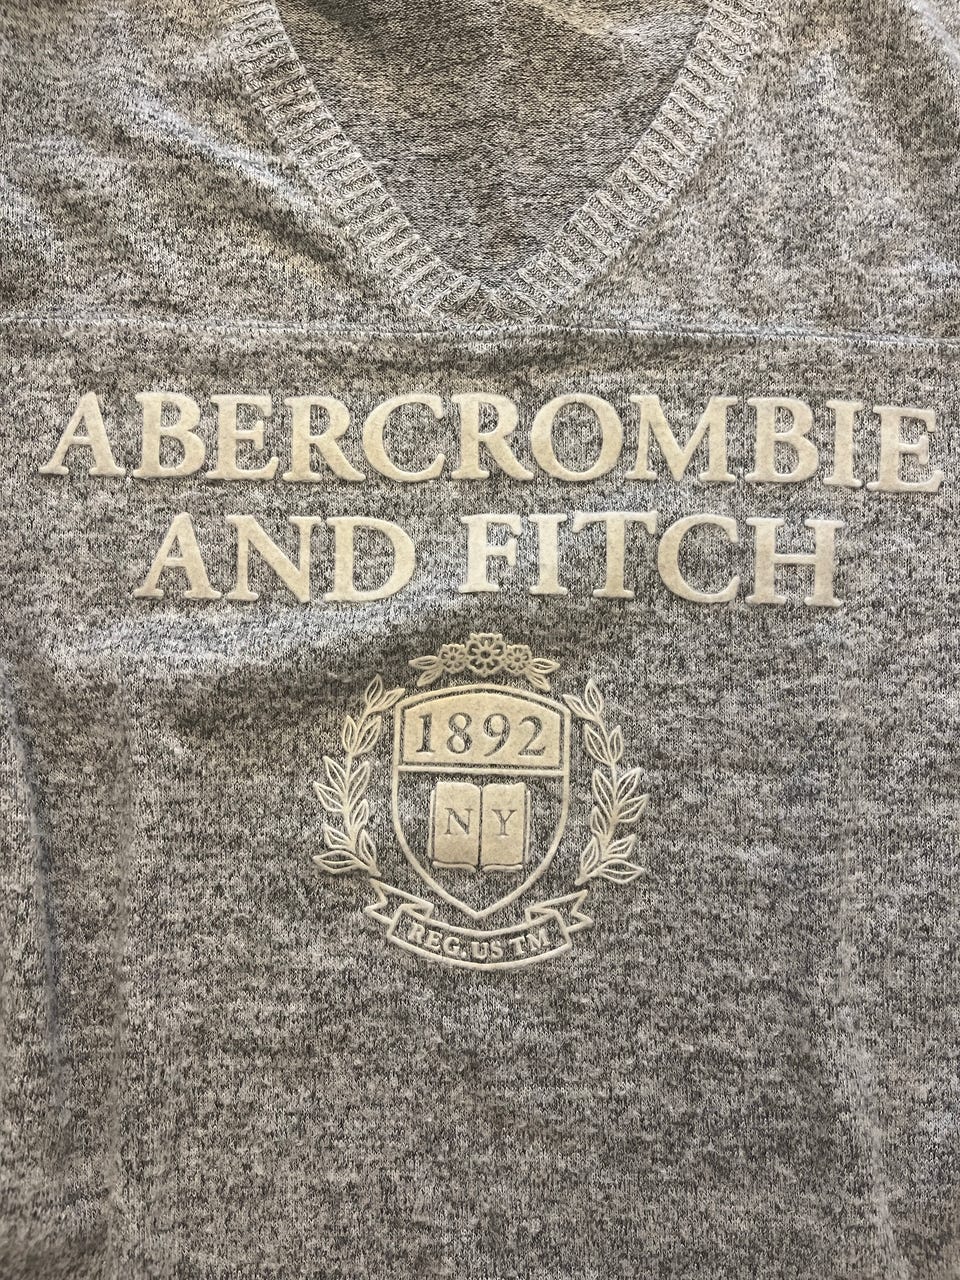 ABERCROMBIE
AND FITCH
1892
N Y
REG. US TM